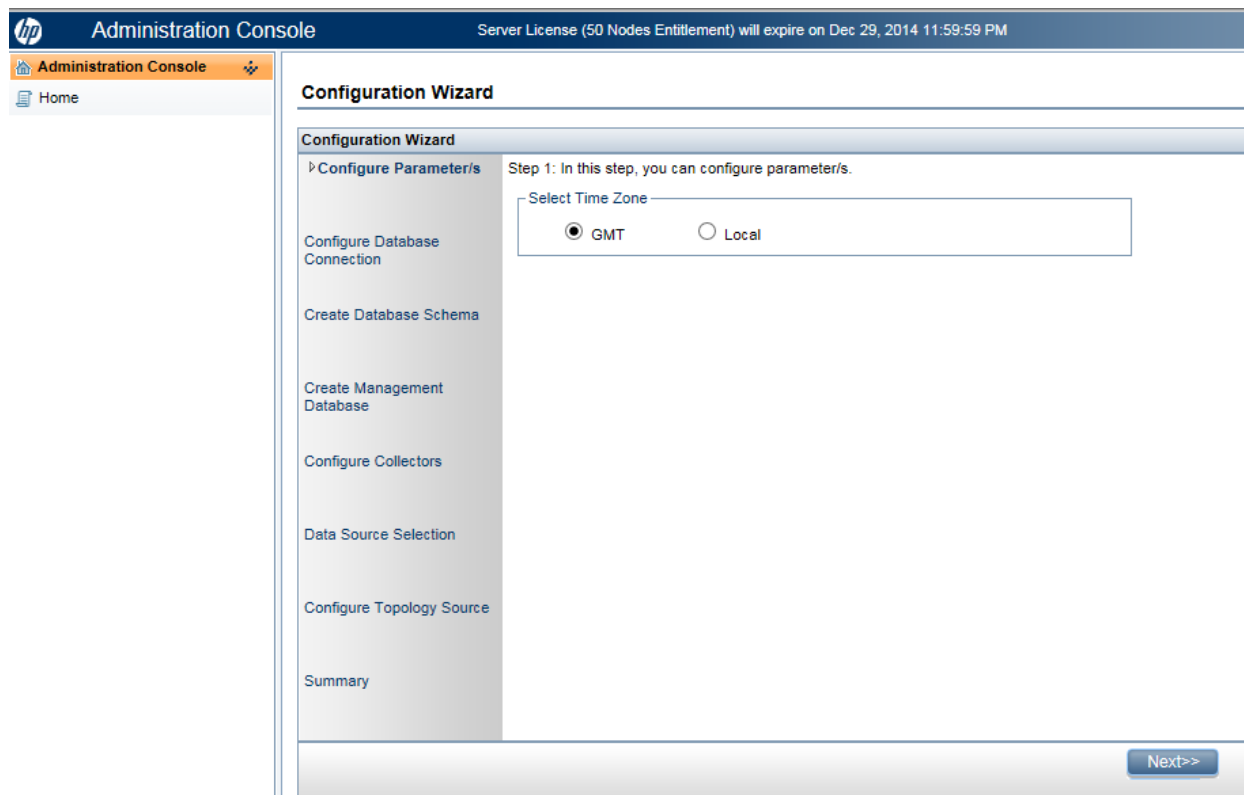 hp
Administration Console
Server License (50 Nodes Entitlement) will expire on Dec 29, 2014 11:59:59 PM
Administration Console
Home
Configuration Wizard
Configuration Wizard
Configure Parameter/s
Step 1: In this step, you can configure parameter/s.
Select Time Zone
GMT
Local
Configure Database
Connection
Create Database Schema
Create Management
Database
Configure Collectors
Data Source Selection
Configure Topology Source
Summary
Next>>